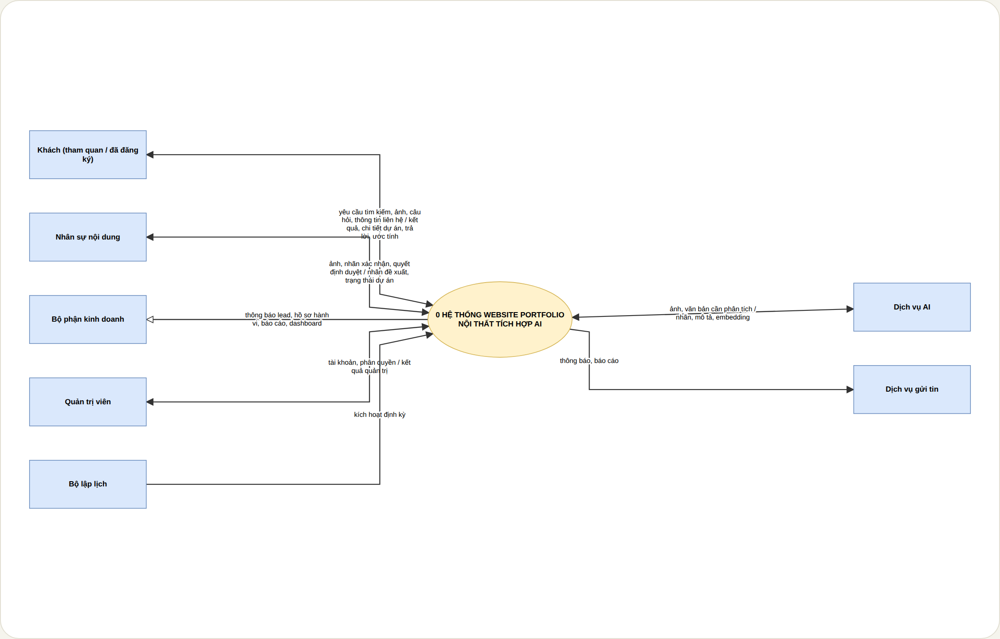 Khách (tham quan / đã đăng
ký)
yêu cầu tìm kiếm, ảnh, câu
hỏi, thông tin liên hệ / kết
quả, chi tiết dự án, trả
lời, ước tính
Nhân sự nội dung
ảnh, nhãn xác nhận, quyết
định duyệt / nhãn đề xuất,
trạng thái dự án
Bộ phận kinh doanh
thông báo lead, hồ sơ hành
vi, báo cáo, dashboard
0 HỆ THỐNG WEBSITE PORTFOLIO
NỘI THẤT TÍCH HỢP AI
ảnh, văn bản cần phân tích /
nhãn, mô tả, embedding
Dịch vụ AI
tài khoản, phân quyền / kết
quả quản trị
thông báo, báo cáo
Dịch vụ gửi tin
Quản trị viên
kích hoạt định kỳ
Bộ lập lịch